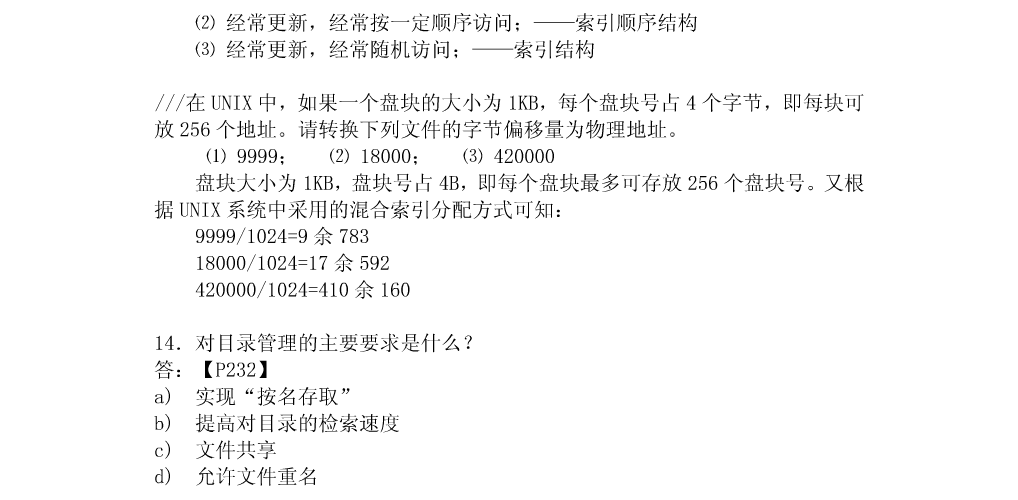 ⑵ 经常更新，经常按一定顺序访问；——索引顺序结构
⑶ 经常更新，经常随机访问；——索引结构
///在 UNIX 中，如果一个盘块的大小为 1KB，每个盘块号占 4 个字节，即每块可
放 256 个地址。请转换下列文件的字节偏移量为物理地址。
⑴ 9999； ⑵ 18000； ⑶ 420000
盘块大小为 1KB，盘块号占 4B，即每个盘块最多可存放 256 个盘块号。又根
据 UNIX 系统中采用的混合索引分配方式可知：
9999/1024=9 余 783
18000/1024=17 余 592
420000/1024=410 余 160
14．对目录管理的主要要求是什么？
答：【P232】
a) 实现“按名存取”
b) 提高对目录的检索速度
c) 文件共享
d) 允许文件重名